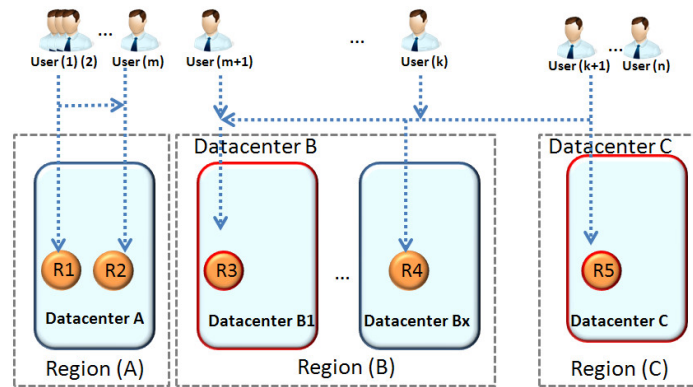 ... ... ...
User (1) (2) User (m) User (m+1) User (k) User (k+1) User (n)
Datacenter B Datacenter C
R1 R2 R3 ... R4 R5
Datacenter A Datacenter B1 Datacenter Bx Datacenter C
Region (A) Region (B) Region (C)